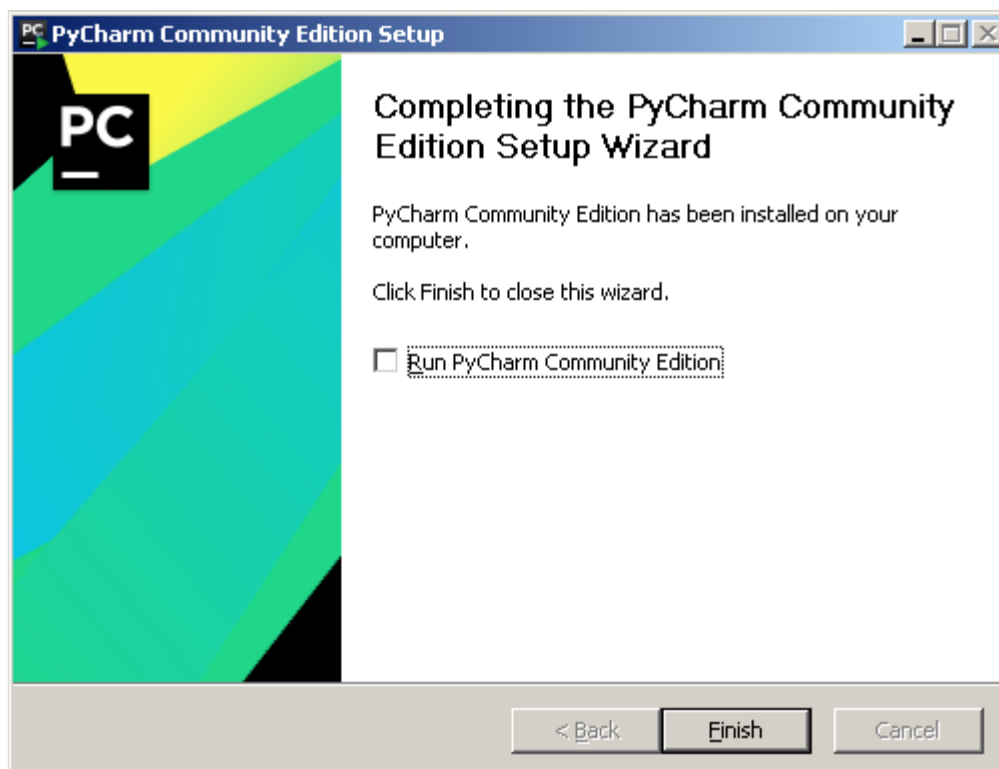 PC PyCharm Community Edition Setup
PC
Completing the PyCharm Community
Edition Setup Wizard
PyCharm Community Edition has been installed on your
computer.
Click Finish to close this wizard.
Run PyCharm Community Edition
< Back
Finish
Cancel